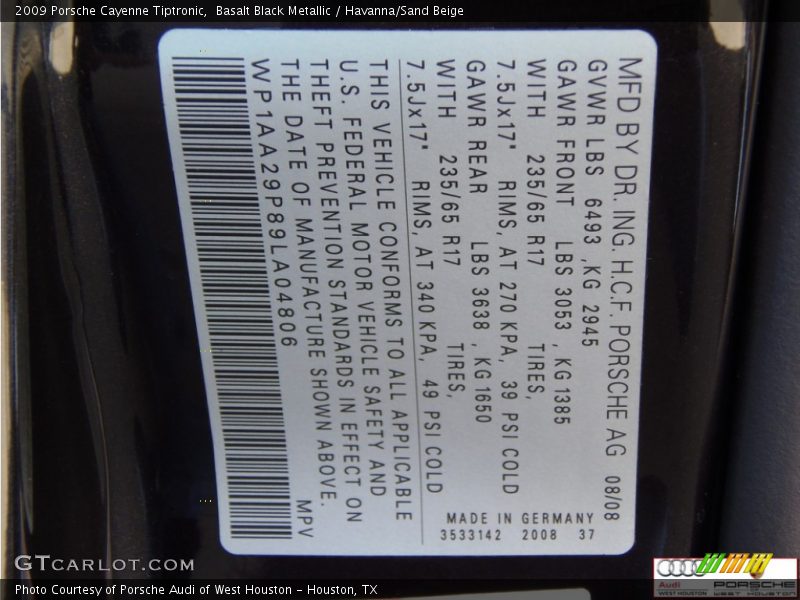 2009 Porsche Cayenne Tiptronic,  Basalt Black Metallic / Havanna/Sand Beige
MFD BY DR. ING. H.C.F. PORSCHE AG 08/08
GVWR LBS 6493 ,KG 2945
GAWR FRONT LBS 3053 , KG 1385
WITH 235/65 R17 TIRES,
7.5Jx17" RIMS, AT 270 KPA, 39 PSI COLD
GAWR REAR LBS 3638 , KG 1650
WITH 235/65 R17 TIRES,
7.5Jx17" RIMS, AT 340 KPA, 49 PSI COLD
MADE IN GERMANY
3533142 2008 37
THIS VEHICLE CONFORMS TO ALL APPLICABLE
U.S. FEDERAL MOTOR VEHICLE SAFETY AND
THEFT PREVENTION STANDARDS IN EFFECT ON
THE DATE OF MANUFACTURE SHOWN ABOVE.
WP1AA29P89LA04806 MPV
GTCARLOT.COM
Photo Courtesy of Porsche Audi of West Houston – Houston, TX
Audi PORSCHE
WEST HOUSTON WEST HOUSTON